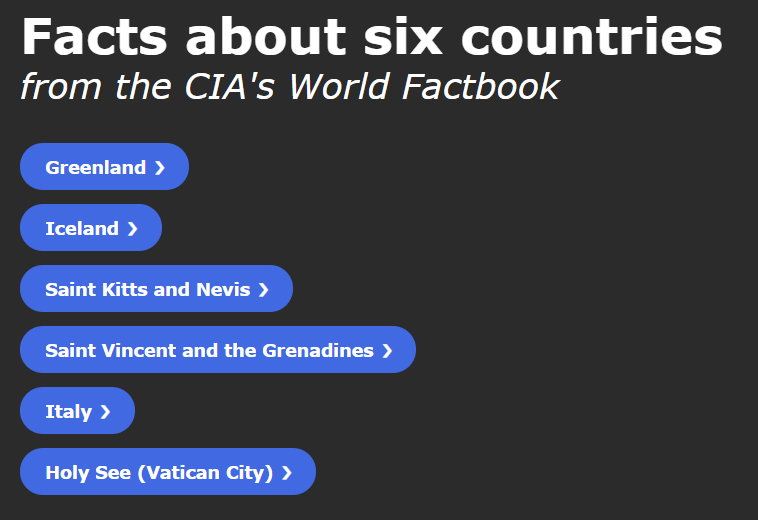 Facts about six countries
from the CIA's World Factbook
Greenland ›
Iceland ›
Saint Kitts and Nevis ›
Saint Vincent and the Grenadines ›
Italy ›
Holy See (Vatican City) ›